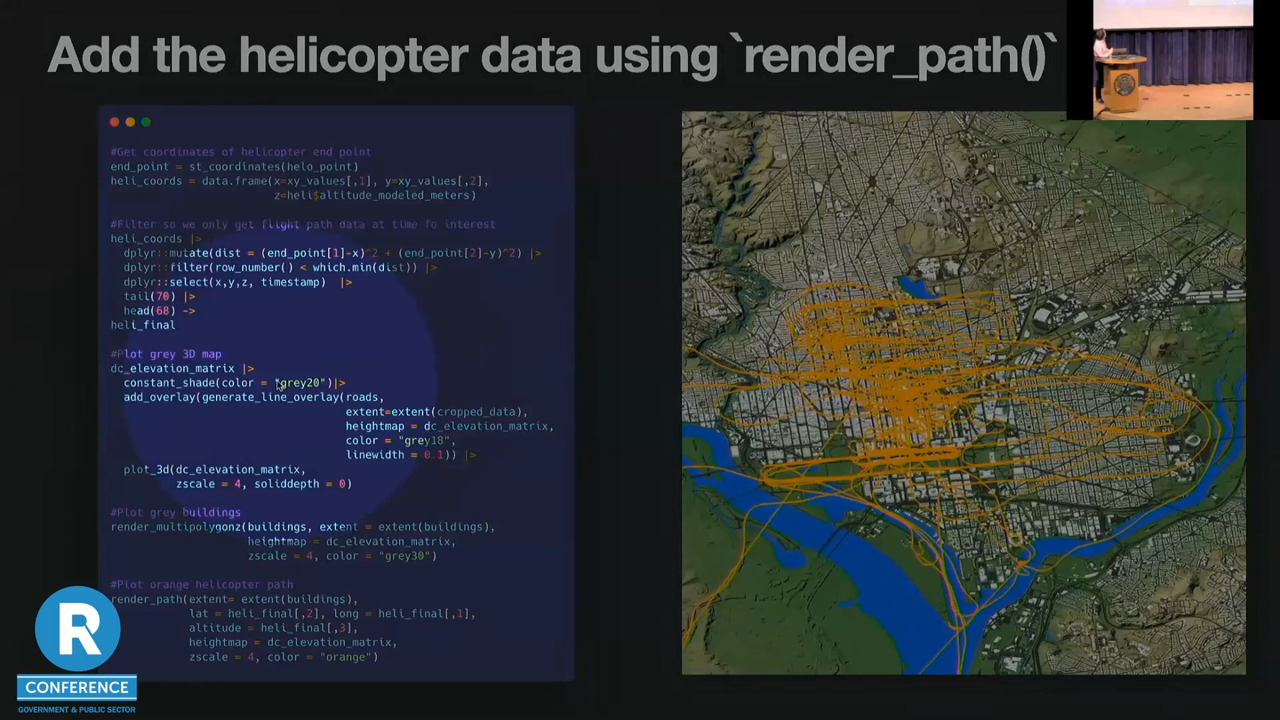 Add the helicopter data using `render_path()`
#Get coordinates of helicopter end point
end_point = st_coordinates(helo_point)
heli_coords = data.frame(x=xy_values[,1], y=xy_values[,2],
z=heli$altitude_modeled_meters)
#Filter so we only get flight path data at time fo interest
heli_coords |>
dplyr::mutate(dist = (end_point[1]-x)^2 + (end_point[2]-y)^2) |>
dplyr::filter(row_number() < which.min(dist)) |>
dplyr::select(x,y,z, timestamp) |>
tail(70) |>
head(68) ->
heli_final
#Plot grey 3D map
dc_elevation_matrix |>
constant_shade(color = "grey20")|>
add_overlay(generate_line_overlay(roads,
extent=extent(cropped_data),
heightmap = dc_elevation_matrix,
color = "grey18",
linewidth = 0.1)) |>
plot_3d(dc_elevation_matrix,
zscale = 4, soliddepth = 0)
#Plot grey buildings
render_multipolygonz(buildings, extent = extent(buildings),
heightmap = dc_elevation_matrix,
zscale = 4, color = "grey30")
#Plot orange helicopter path
render_path(extent= extent(buildings),
lat = heli_final[,2], long = heli_final[,1],
altitude = heli_final[,3],
heightmap = dc_elevation_matrix,
zscale = 4, color = "orange")
R
CONFERENCE
GOVERNMENT & PUBLIC SECTOR